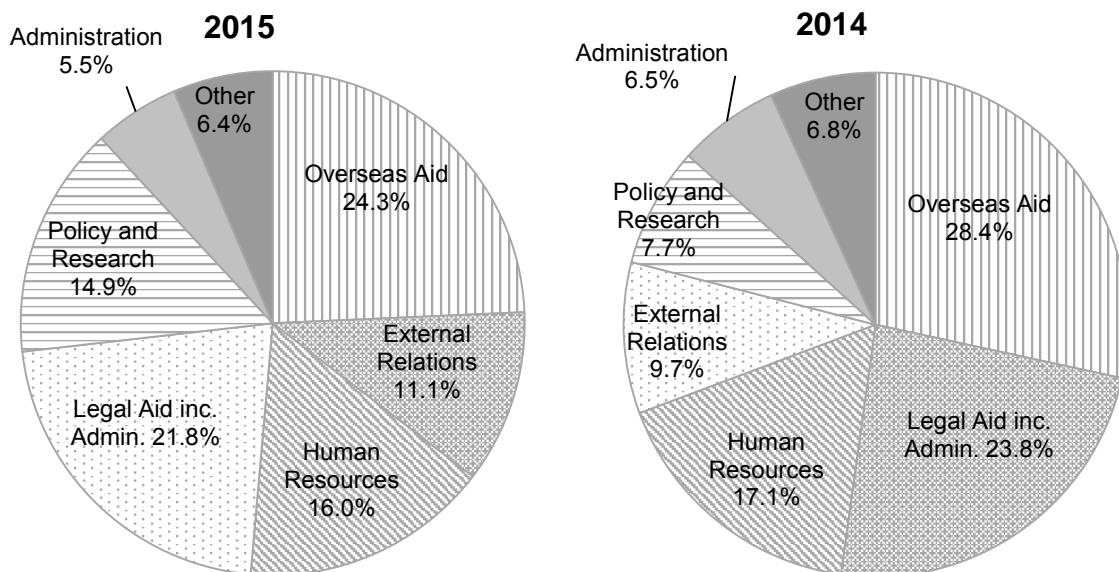 2015
Administration
5.5%
Other
6.4%
Overseas Aid
24.3%
Policy and
Research
14.9%
External
Relations
11.1%
Legal Aid inc.
Admin. 21.8%
Human
Resources
16.0%
2014
Administration
6.5%
Other
6.8%
Overseas Aid
28.4%
Policy and
Research
7.7%
External
Relations
9.7%
Legal Aid inc.
Admin. 23.8%
Human
Resources
17.1%